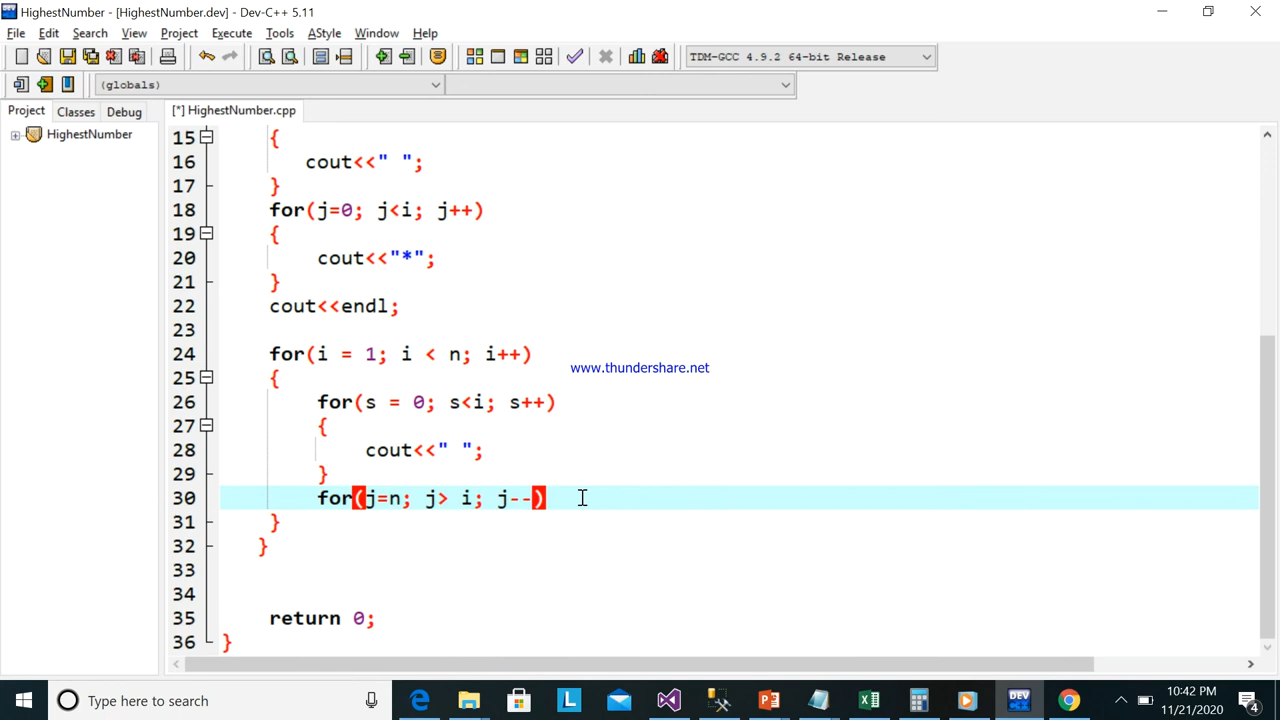 HighestNumber - [HighestNumber.dev] - Dev-C++ 5.11
File Edit Search View Project Execute Tools AStyle Window Help
TDM-GCC 4.9.2 64-bit Release
(globals)
Project Classes Debug [*] HighestNumber.cpp
HighestNumber
15 {
16 cout<<" ";
17 }
18 for(j=0; j<i; j++)
19 {
20 cout<<"*";
21 }
22 cout<<endl;
23
24 for(i = 1; i < n; i++)
www.thundershare.net
25 {
26 for(s = 0; s<i; s++)
27 {
28 cout<<" ";
29 }
30 for(j=n; j> i; j--)
31 }
32 }
33
34
35 return 0;
36 }
Type here to search
DEV
10:42 PM
11/21/2020
4